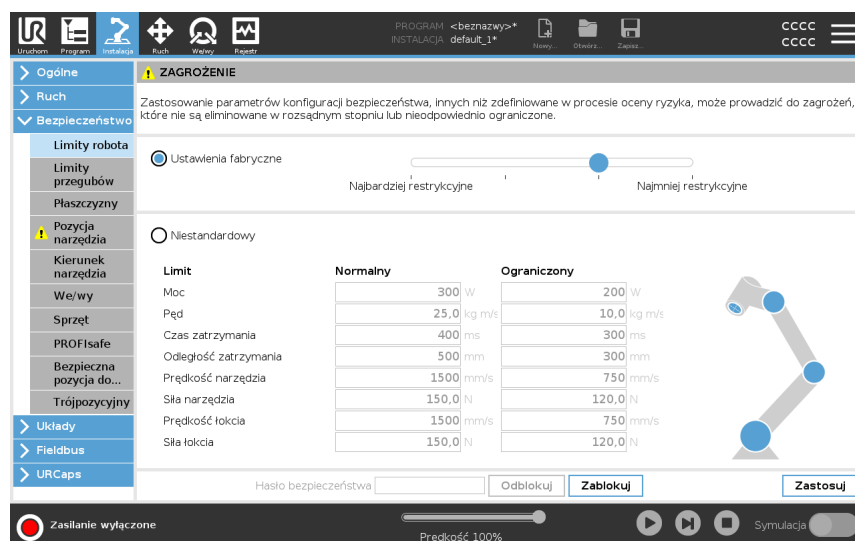 Uruchom
Program
Instalacja
Ruch
We/wy
Rejestr
PROGRAM <beznazwy>*
INSTALACJA default_1*
Nowy...
Otwórz...
Zapisz...
cccc
cccc
Ogólne
Ruch
Bezpieczeństwo
Limity robota
Limity
przegubów
Płaszczyzny
Pozycja
narzędzia
Kierunek
narzędzia
We/wy
Sprzęt
PROFIsafe
Bezpieczna
pozycja do...
Trójpozycyjny
Układy
Fieldbus
URCaps
ZAGROŻENIE
Zastosowanie parametrów konfiguracji bezpieczeństwa, innych niż zdefiniowane w procesie oceny ryzyka, może prowadzić do zagrożeń,
które nie są eliminowane w rozsądnym stopniu lub nieodpowiednio ograniczone.
Ustawienia fabryczne
Najbardziej restrykcyjne Najmniej restrykcyjne
Niestandardowy
Limit Normalny Ograniczony
Moc 300 W 200 W
Pęd 25,0 kg m/s 10,0 kg m/s
Czas zatrzymania 400 ms 300 ms
Odległość zatrzymania 500 mm 300 mm
Prędkość narzędzia 1500 mm/s 750 mm/s
Siła narzędzia 150,0 N 120,0 N
Prędkość łokcia 1500 mm/s 750 mm/s
Siła łokcia 150,0 N 120,0 N
Hasło bezpieczeństwa Odblokuj Zablokuj Zastosuj
Zasilanie wyłączone
Prędkość 100%
Symulacja